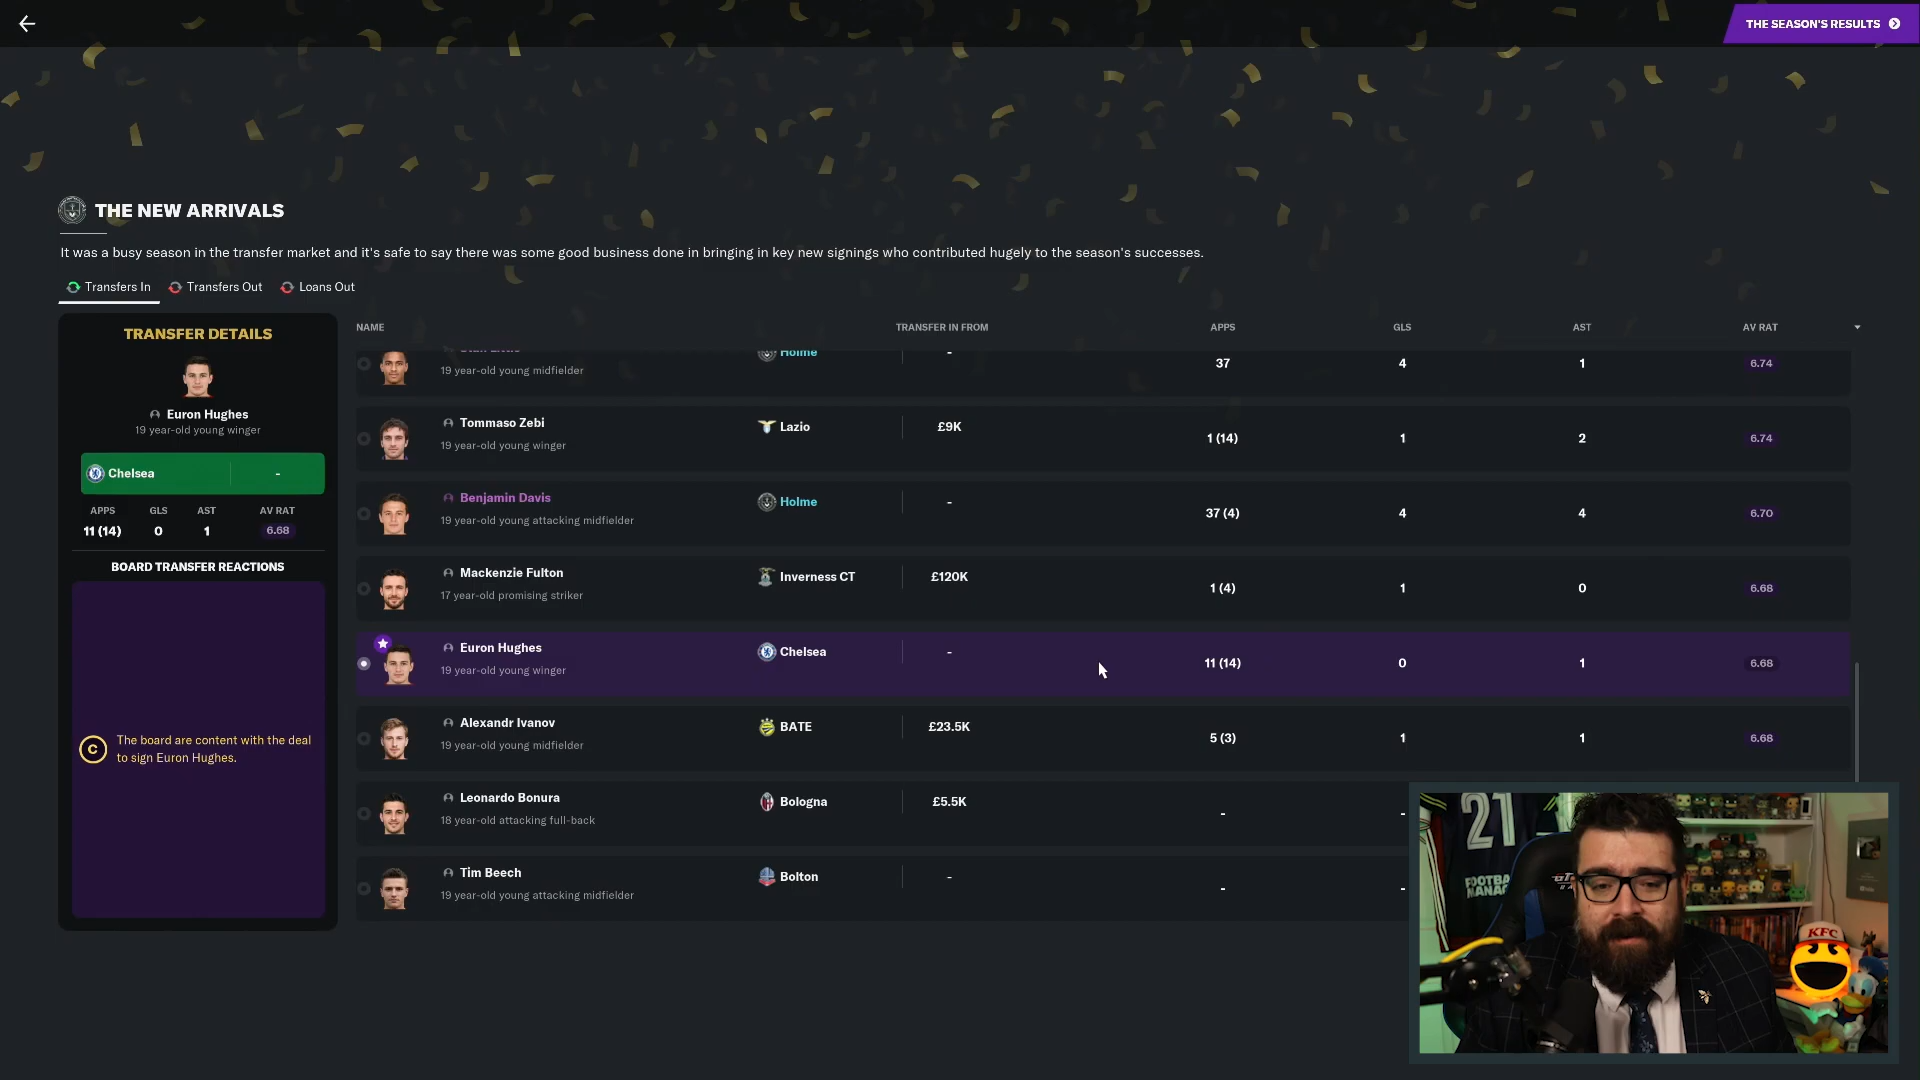 THE SEASON'S RESULTS
THE NEW ARRIVALS
It was a busy season in the transfer market and it's safe to say there was some good business done in bringing in key new signings who contributed hugely to the season's successes.
Transfers In Transfers Out Loans Out
TRANSFER DETAILS
Euron Hughes
19 year-old young winger
Chelsea -
APPS GLS AST AV RAT
11 (14) 0 1 6.68
BOARD TRANSFER REACTIONS
C The board are content with the deal
to sign Euron Hughes.
NAME TRANSFER IN FROM APPS GLS AST AV RAT
Holme - 37 4 1 6.74
19 year-old young midfielder
Tommaso Zebi Lazio £9K 1 (14) 1 2 6.74
19 year-old young winger
Benjamin Davis Holme - 37 (4) 4 4 6.70
19 year-old young attacking midfielder
Mackenzie Fulton Inverness CT £120K 1 (4) 1 0 6.68
17 year-old promising striker
Euron Hughes Chelsea - 11 (14) 0 1 6.68
19 year-old young winger
Alexandr Ivanov BATE £23.5K 5 (3) 1 1 6.68
19 year-old young midfielder
Leonardo Bonura Bologna £5.5K - -
18 year-old attacking full-back
Tim Beech Bolton - - -
19 year-old young attacking midfielder
21
KFC